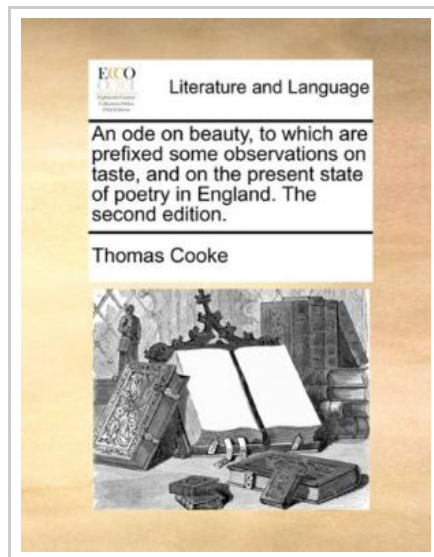 ECCO
Literature and Language
An ode on beauty, to which are
prefixed some observations on
taste, and on the present state
of poetry in England. The
second edition.
Thomas Cooke